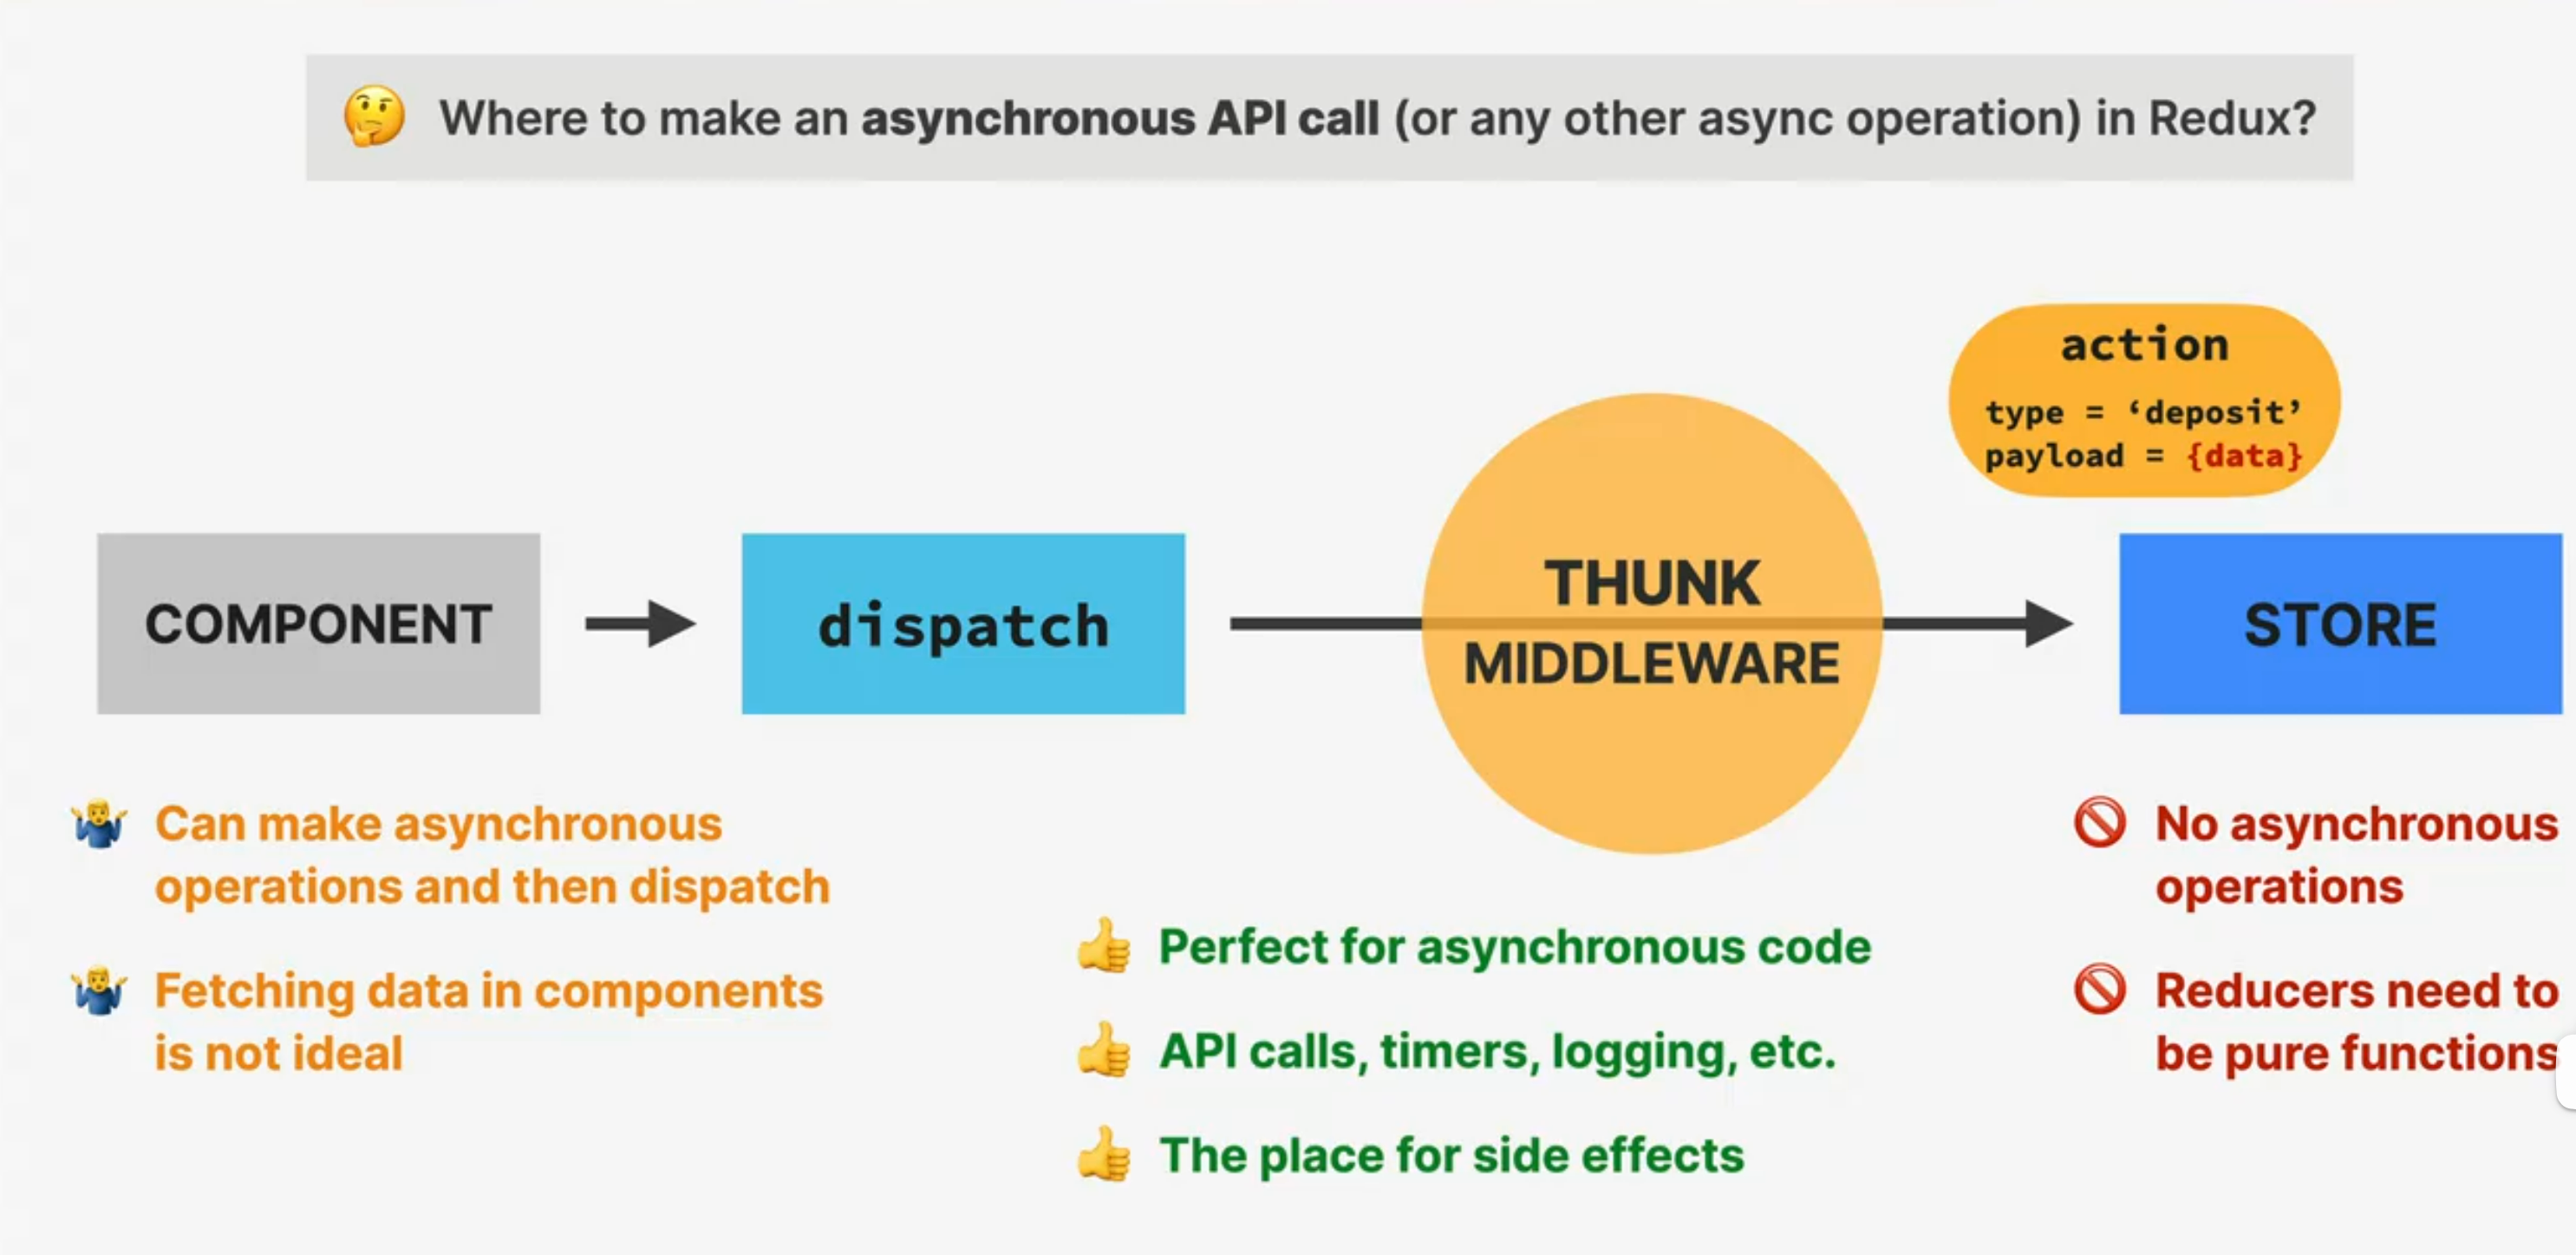 Where to make an asynchronous API call (or any other async operation) in Redux?
action
type = ‘deposit’
payload = {data}
COMPONENT
dispatch
THUNK
MIDDLEWARE
STORE
Can make asynchronous
operations and then dispatch
Fetching data in components
is not ideal
Perfect for asynchronous code
API calls, timers, logging, etc.
The place for side effects
No asynchronous
operations
Reducers need to
be pure functions